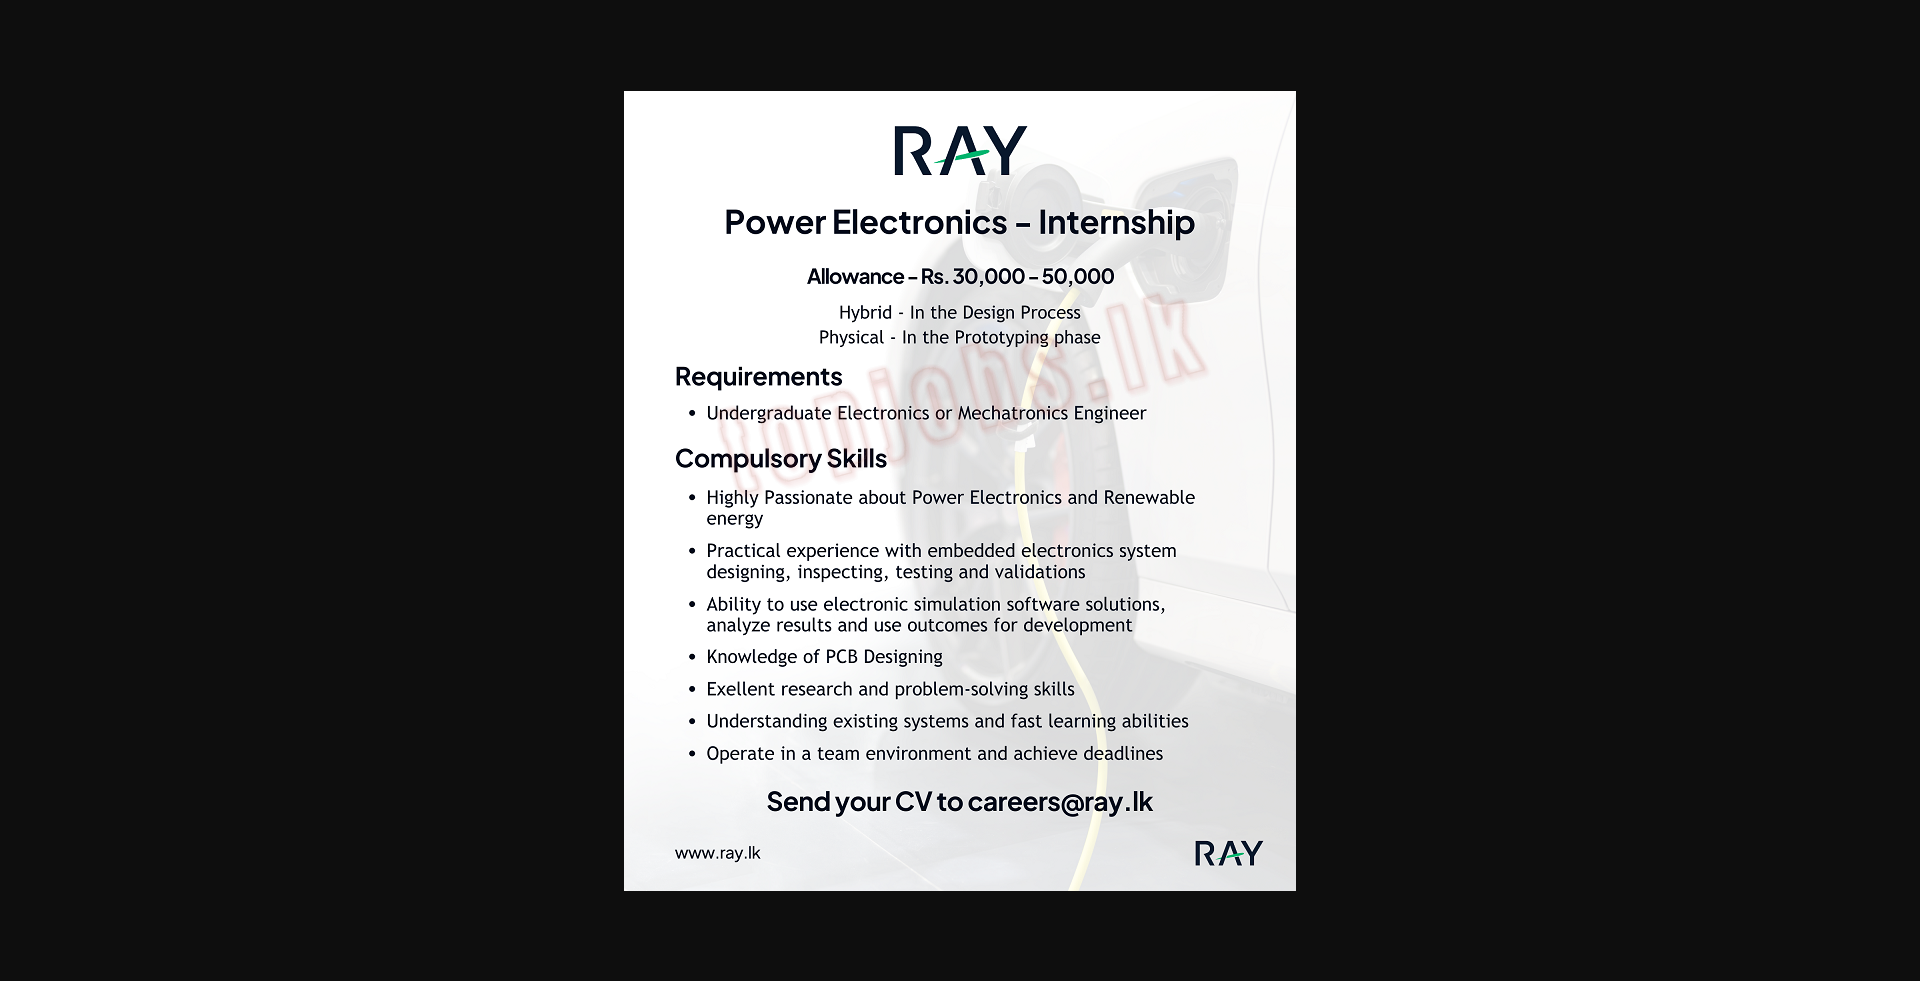 RAY
Power Electronics – Internship
Allowance – Rs. 30,000 – 50,000
Hybrid - In the Design Process
Physical - In the Prototyping phase
Requirements
• Undergraduate Electronics or Mechatronics Engineer
topjobs.lk
Compulsory Skills
• Highly Passionate about Power Electronics and Renewable
energy
• Practical experience with embedded electronics system
designing, inspecting, testing and validations
• Ability to use electronic simulation software solutions,
analyze results and use outcomes for development
• Knowledge of PCB Designing
• Exellent research and problem-solving skills
• Understanding existing systems and fast learning abilities
• Operate in a team environment and achieve deadlines
Send your CV to careers@ray.lk
www.ray.lk
RAY